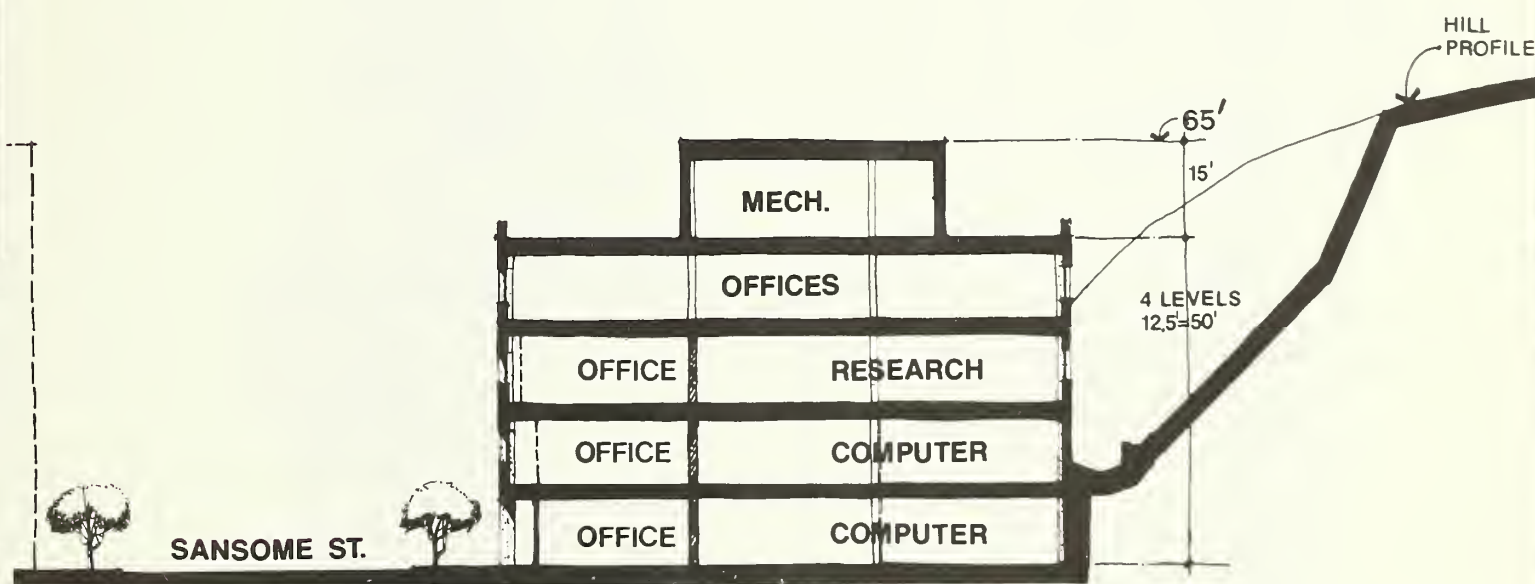 HILL
PROFILE
65'
15'
MECH.
OFFICES
4 LEVELS
12,5'=50'
OFFICE RESEARCH
OFFICE COMPUTER
OFFICE COMPUTER
SANSOME ST.